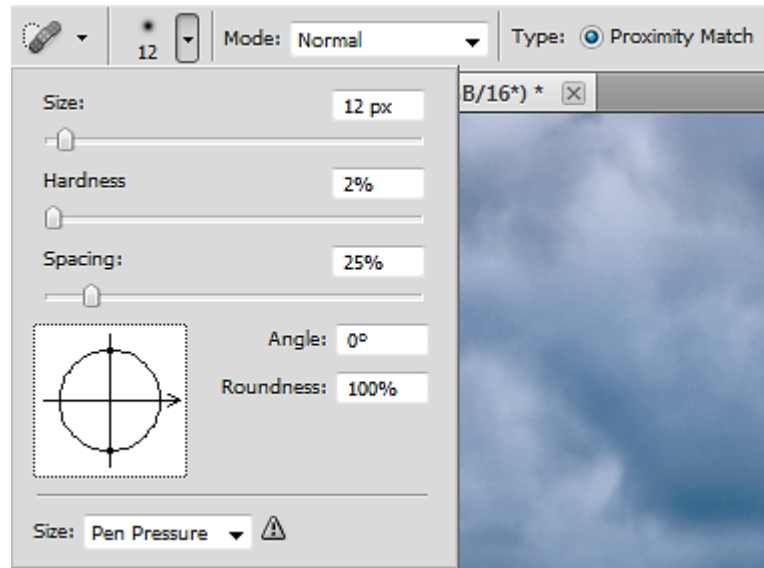 12 Mode: Normal Type: Proximity Match
B/16*) *
Size: 12 px
Hardness 2%
Spacing: 25%
Angle: 0º
Roundness: 100%
Size: Pen Pressure